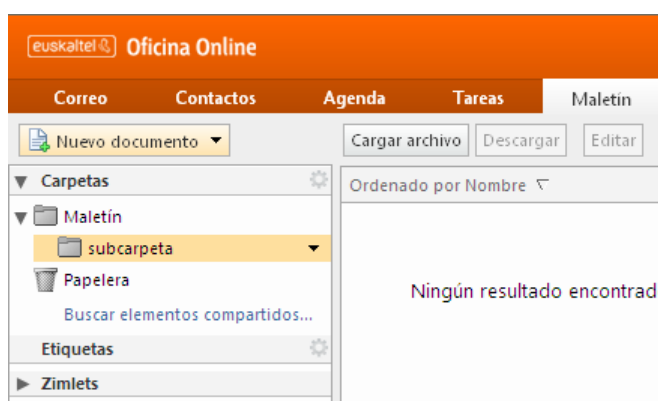 euskaltel Oficina Online
Correo Contactos Agenda Tareas Maletín
Nuevo documento Cargar archivo Descargar Editar
Carpetas
Ordenado por Nombre
Maletín
subcarpeta
Papelera
Ningún resultado encontrad
Buscar elementos compartidos...
Etiquetas
Zimlets